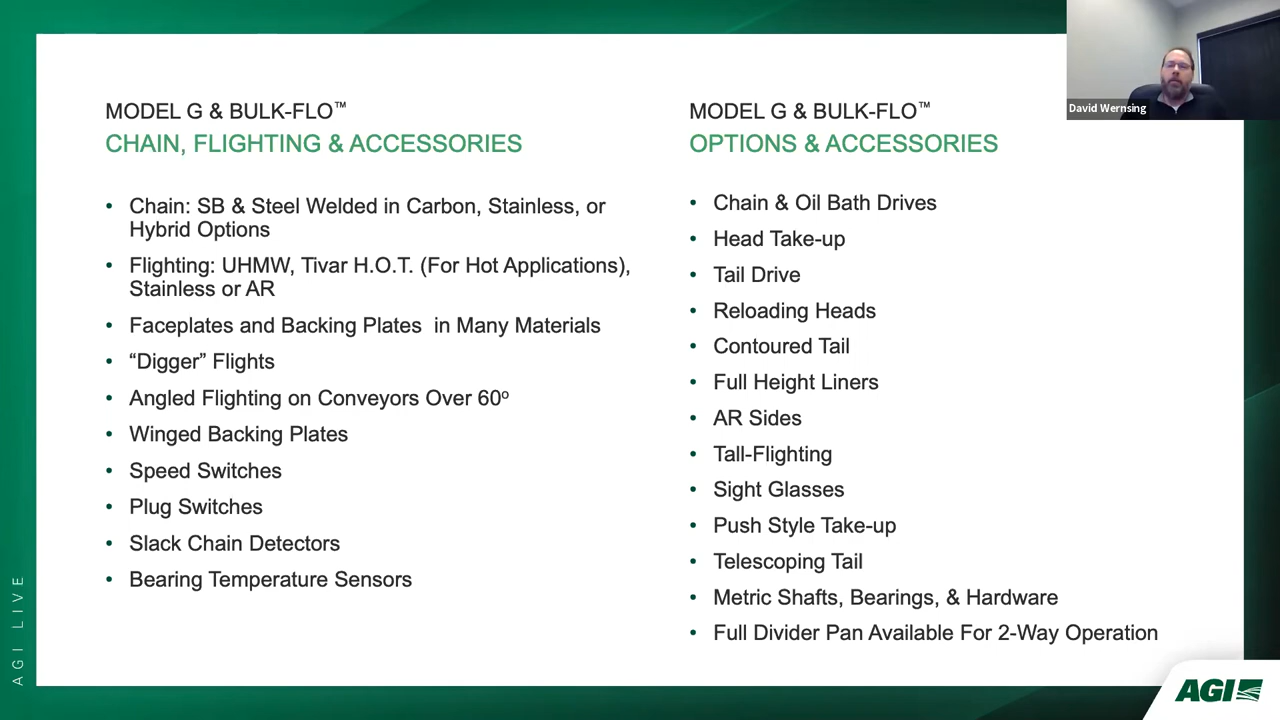 MODEL G & BULK-FLO™
CHAIN, FLIGHTING & ACCESSORIES
Chain: SB & Steel Welded in Carbon, Stainless, or
Hybrid Options
Flighting: UHMW, Tivar H.O.T. (For Hot Applications),
Stainless or AR
Faceplates and Backing Plates in Many Materials
“Digger” Flights
Angled Flighting on Conveyors Over 60º
Winged Backing Plates
Speed Switches
Plug Switches
Slack Chain Detectors
Bearing Temperature Sensors
MODEL G & BULK-FLO™
OPTIONS & ACCESSORIES
Chain & Oil Bath Drives
Head Take-up
Tail Drive
Reloading Heads
Contoured Tail
Full Height Liners
AR Sides
Tall-Flighting
Sight Glasses
Push Style Take-up
Telescoping Tail
Metric Shafts, Bearings, & Hardware
Full Divider Pan Available For 2-Way Operation
David Wernsing
AGI LIVE
AGI